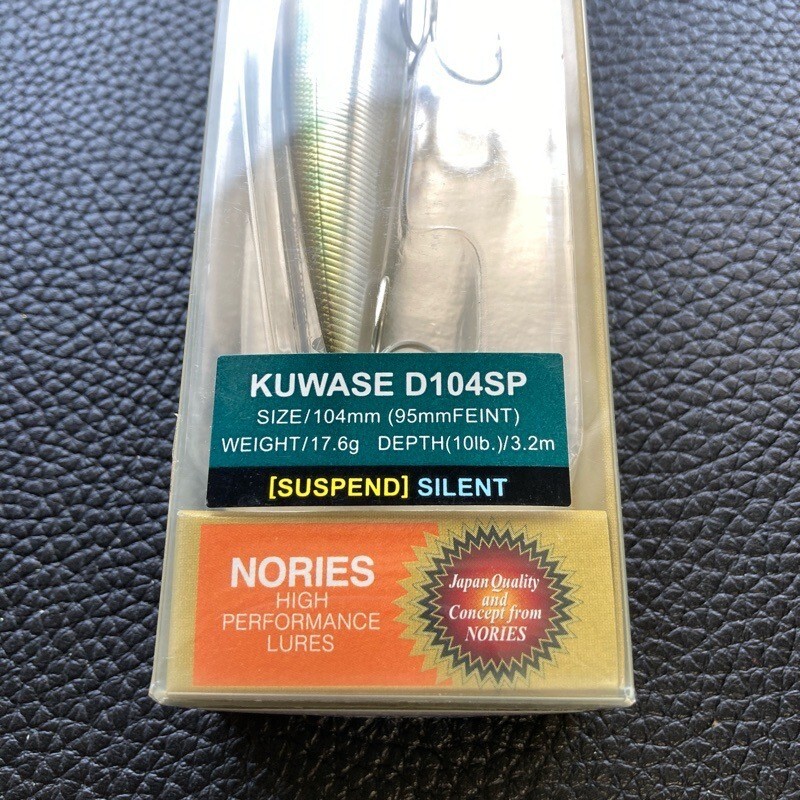 KUWASE D104SP
SIZE/104mm (95mmFEINT)
WEIGHT/17.6g DEPTH(10lb.)/3.2m
[SUSPEND] SILENT
NORIES
HIGH
PERFORMANCE
LURES
Japan Quality
and
Concept from
NORIES